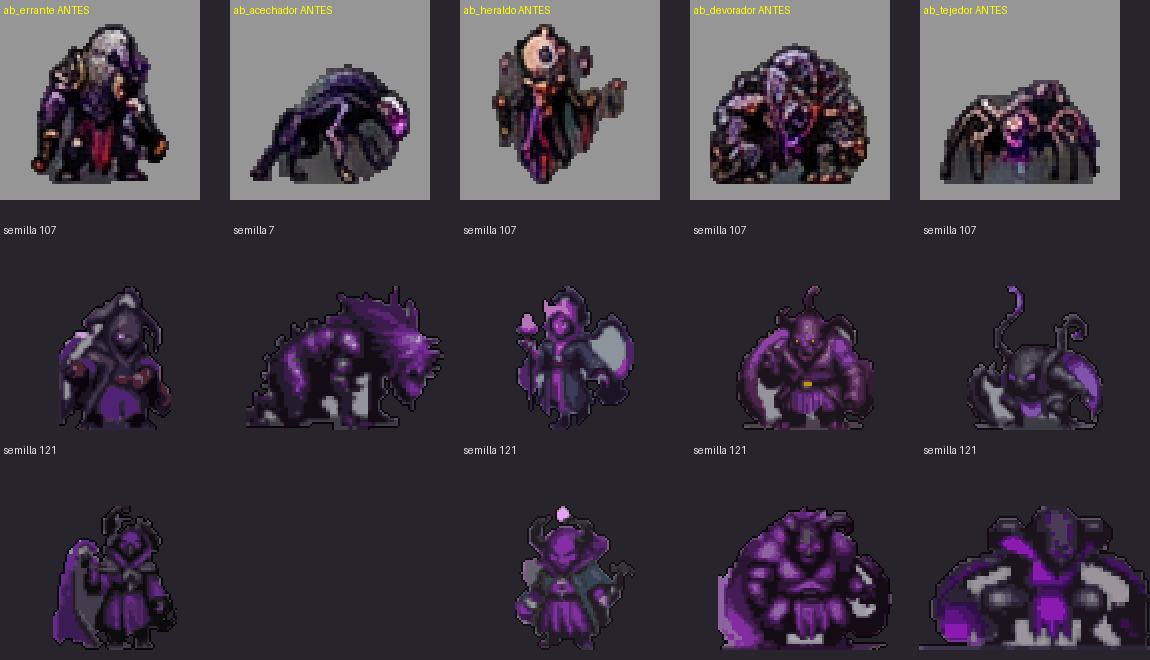 ab_errante ANTES
ab_acechador ANTES
ab_heraldo ANTES
ab_devorador ANTES
ab_tejedor ANTES
semilla 107
semilla 7
semilla 107
semilla 107
semilla 107
semilla 121
semilla 121
semilla 121
semilla 121